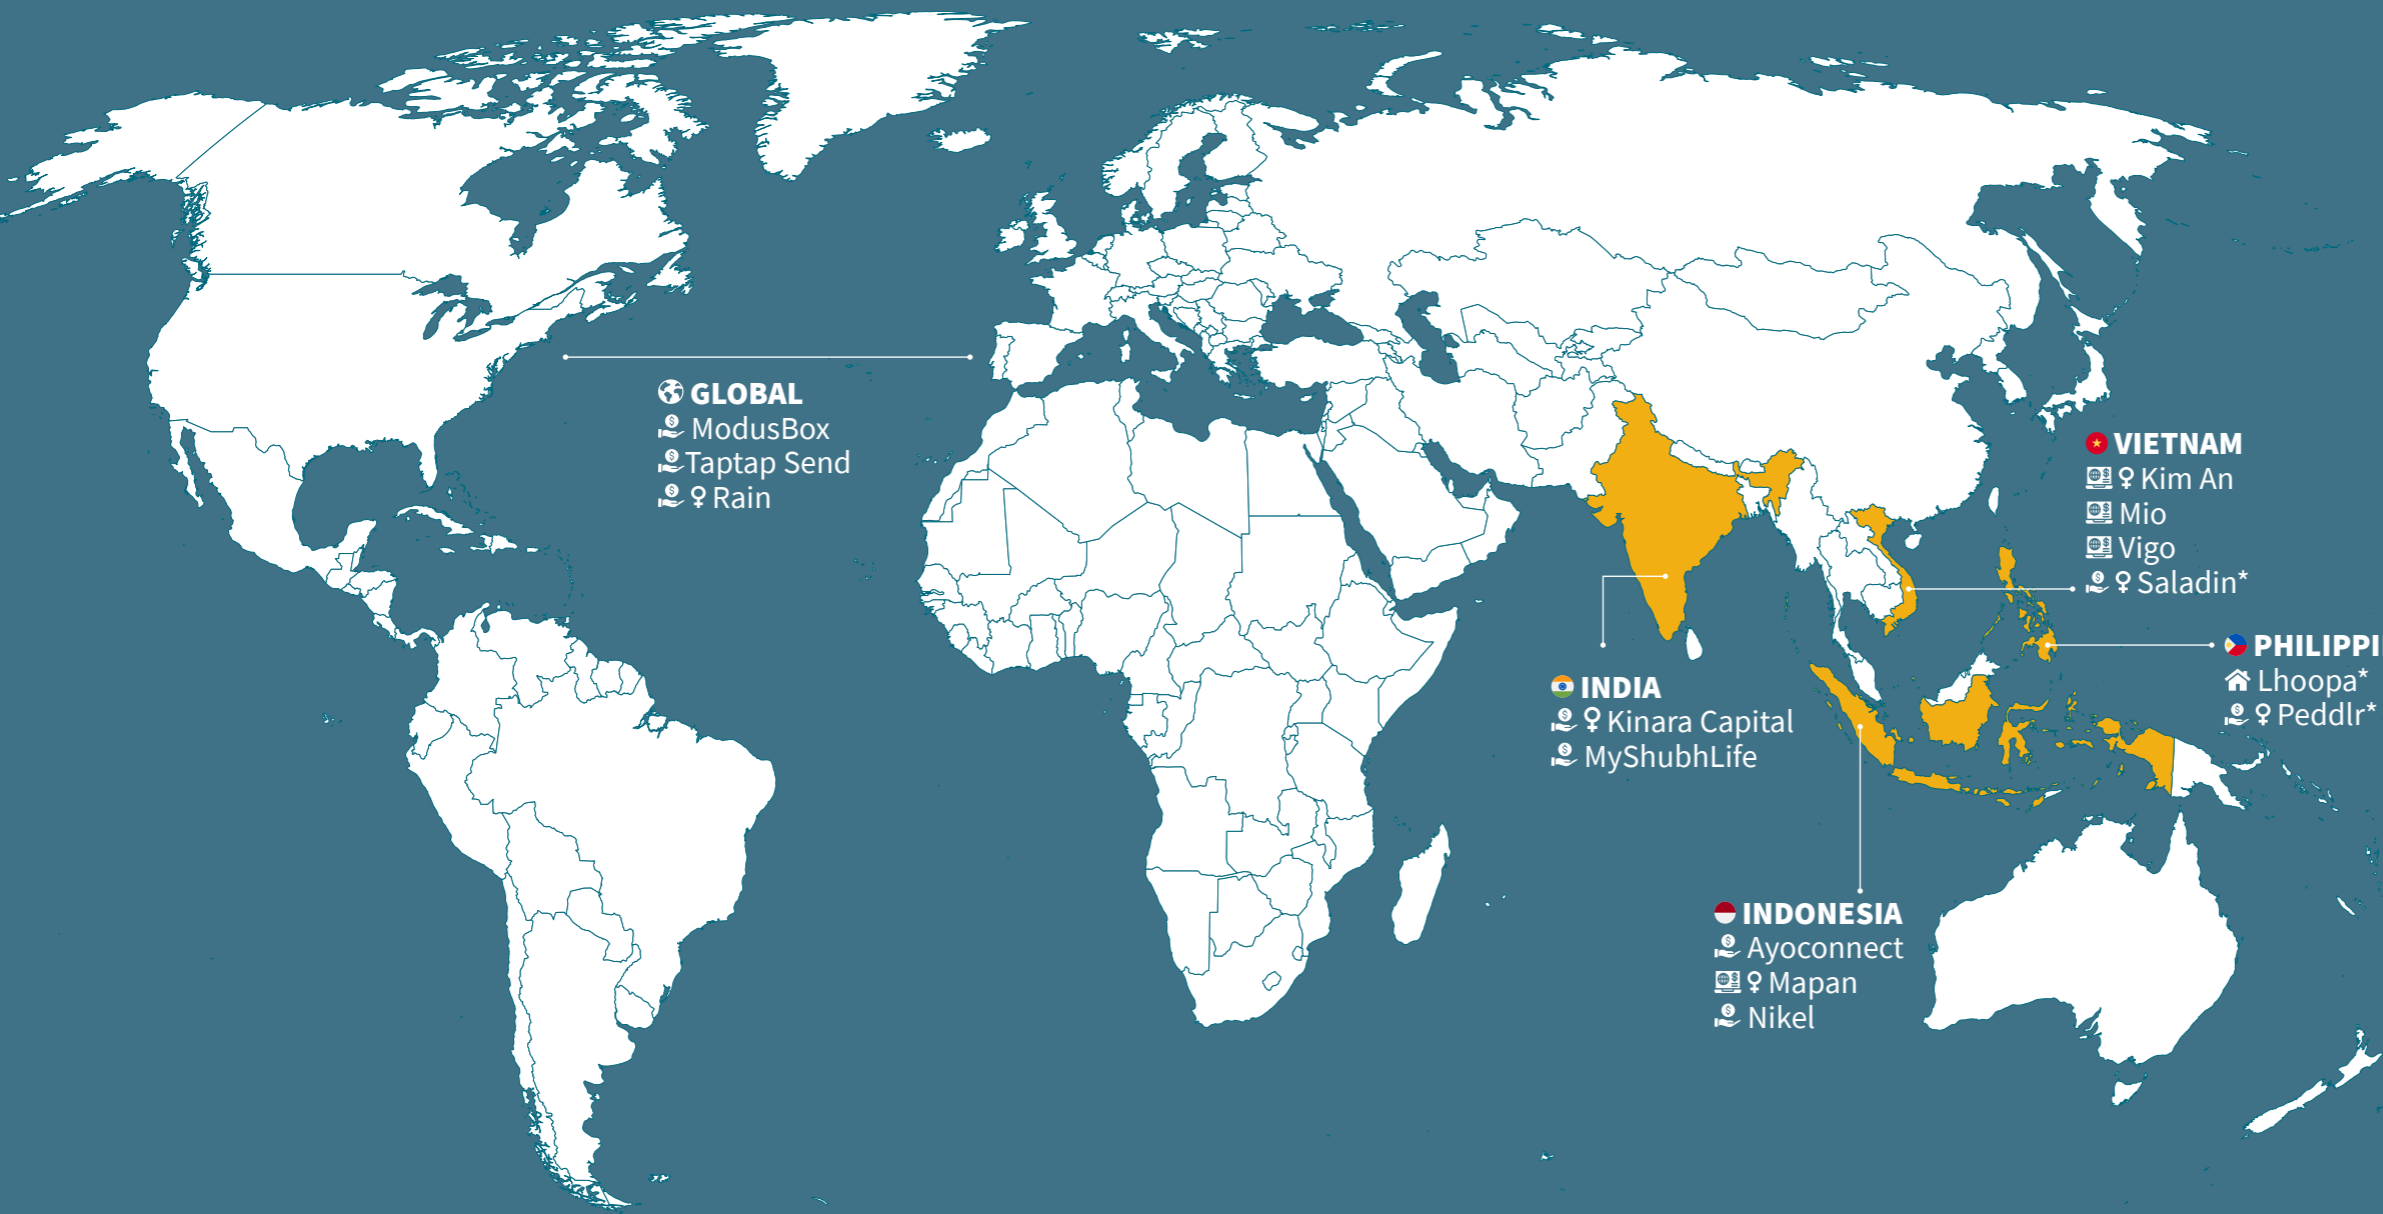 GLOBAL
ModusBox
Taptap Send
♀ Rain
VIETNAM
♀ Kim An
Mio
Vigo
♀ Saladin*
PHILIPPI
Lhoopa*
♀ Peddlr*
INDIA
♀ Kinara Capital
MyShubhLife
INDONESIA
Ayoconnect
♀ Mapan
Nikel